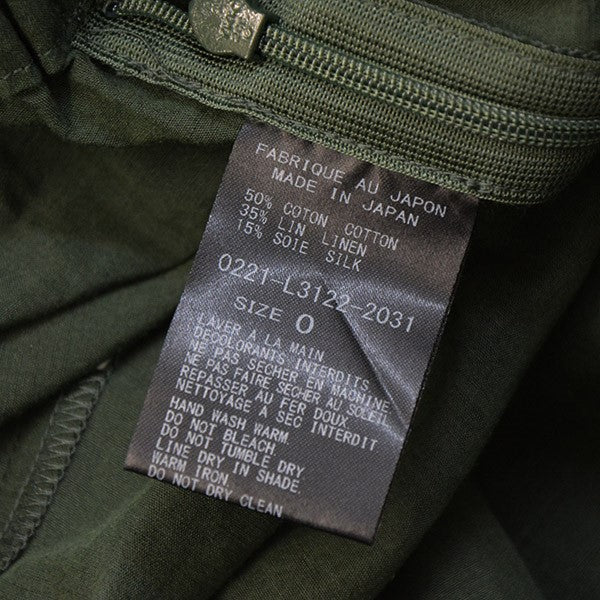 FABRIQUE AU JAPON
MADE IN JAPAN
50% COTON COTTON
35% LIN LINEN
15% SOIE SILK
0221-L3122-2031
SIZE 0
LAVER A LA MAIN
DECOLORANTS INTERDITS
NE PAS SECHER EN MACHINE
NE PAS FAIRE SECHER AU SOLEIL
REPASSER AU FER DOUX
NETTOYAGE A SEC INTERDIT
HAND WASH WARM
DO NOT BLEACH.
DO NOT TUMBLE DRY
LINE DRY IN SHADE.
WARM IRON.
DO NOT DRY CLEAN